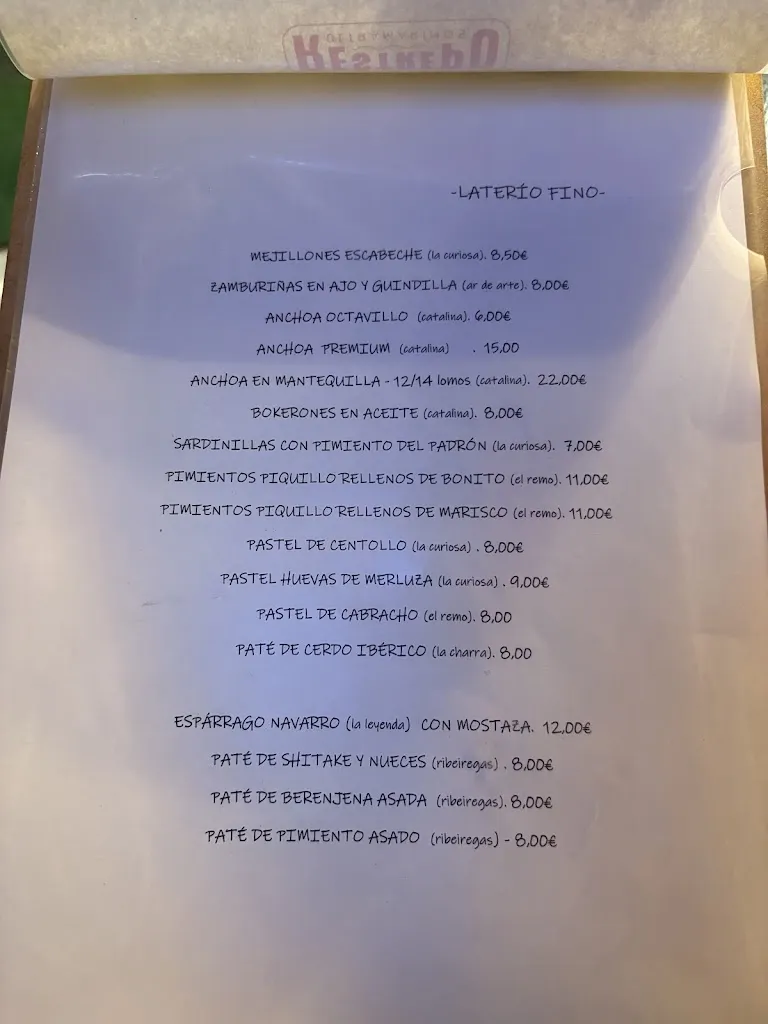 ULTRAMARINOS
RESTREPO
-LATERÍO FINO-
MEJILLONES ESCABECHE (la curiosa). 8,50€
ZAMBURIÑAS EN AJO Y GUINDILLA (ar de arte). 8,00€
ANCHOA OCTAVILLO (catalina). 6,00€
ANCHOA PREMIUM (catalina) . 15,00
ANCHOA EN MANTEQUILLA - 12/14 lomos (catalina). 22,00€
BOKERONES EN ACEITE (catalina). 8,00€
SARDINILLAS CON PIMIENTO DEL PADRÓN (la curiosa). 7,00€
PIMIENTOS PIQUILLO RELLENOS DE BONITO (el remo). 11,00€
PIMIENTOS PIQUILLO RELLENOS DE MARISCO (el remo). 11,00€
PASTEL DE CENTOLLO (la curiosa) . 8,00€
PASTEL HUEVAS DE MERLUZA (la curiosa) . 9,00€
PASTEL DE CABRACHO (el remo). 8,00
PATÉ DE CERDO IBÉRICO (la charra). 8,00
ESPÁRRAGO NAVARRO (la leyenda) CON MOSTAZA. 12,00€
PATÉ DE SHITAKE Y NUECES (ribeiregas) . 8,00€
PATÉ DE BERENJENA ASADA (ribeiregas). 8,00€
PATÉ DE PIMIENTO ASADO (ribeiregas) - 8,00€